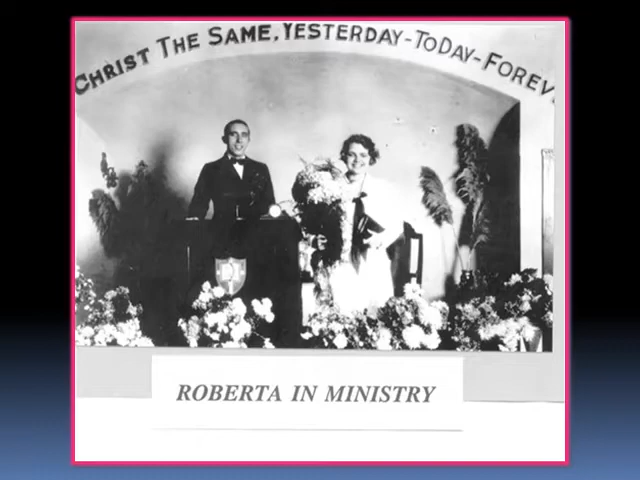 CHRIST THE SAME, YESTERDAY-TODAY-FOREV
ROBERTA IN MINISTRY